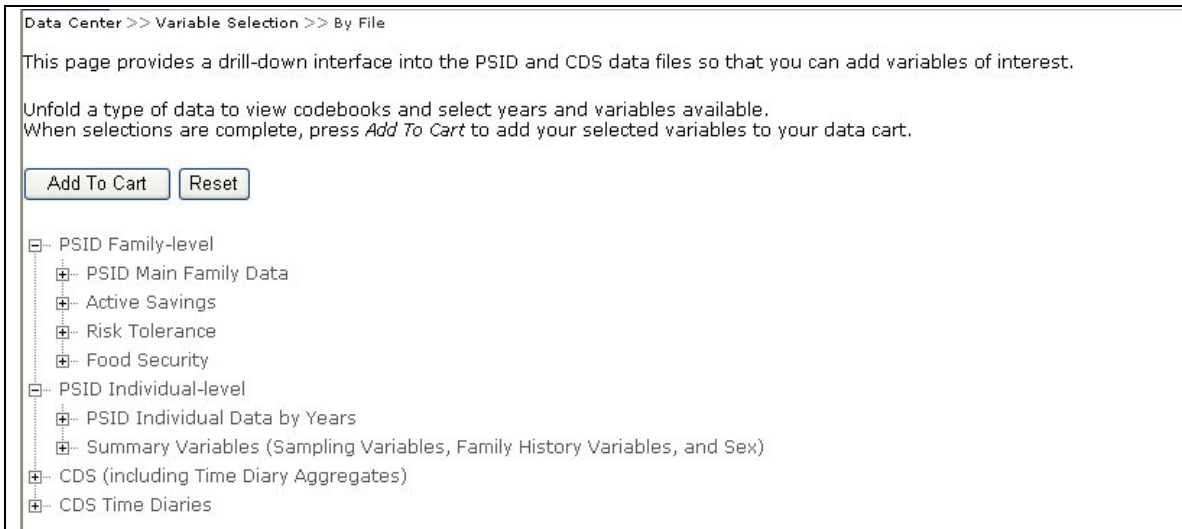 Data Center >> Variable Selection >> By File
This page provides a drill-down interface into the PSID and CDS data files so that you can add variables of interest.
Unfold a type of data to view codebooks and select years and variables available.
When selections are complete, press Add To Cart to add your selected variables to your data cart.
Add To Cart Reset
PSID Family-level
PSID Main Family Data
Active Savings
Risk Tolerance
Food Security
PSID Individual-level
PSID Individual Data by Years
Summary Variables (Sampling Variables, Family History Variables, and Sex)
CDS (including Time Diary Aggregates)
CDS Time Diaries